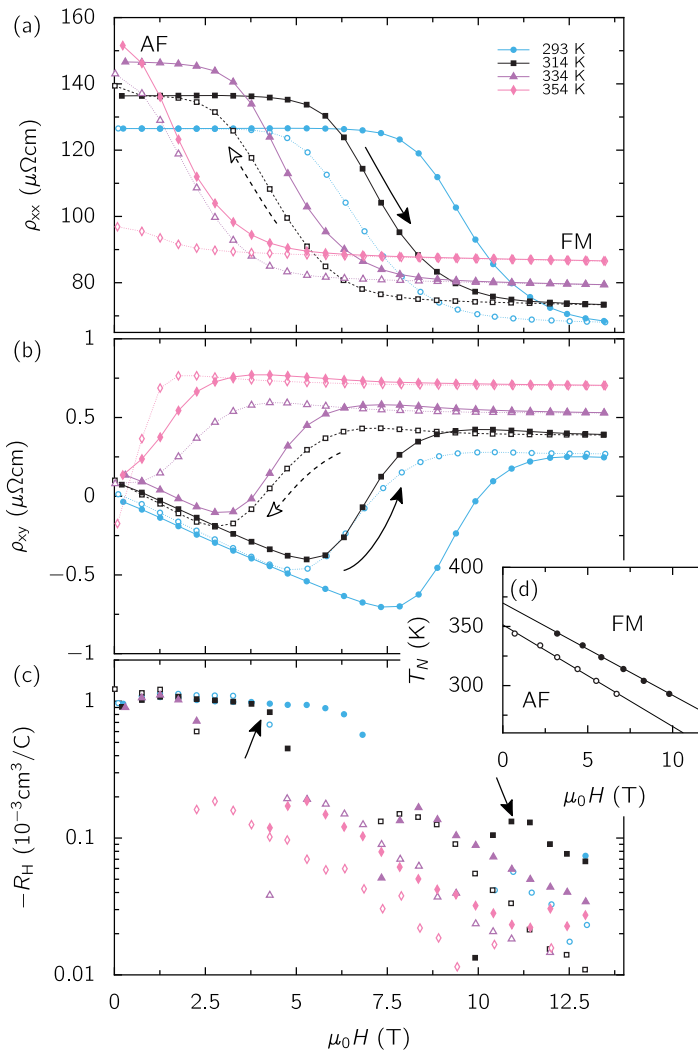 (a)
AF
293 K
314 K
334 K
354 K
FM
160
140
120
100
80
ρxx (μΩcm)
(b)
1
0.5
0
−0.5
−1
ρxy (μΩcm)
(d)
400
350
300
TN (K)
FM
AF
0 5 10
μ0H (T)
(c)
1
0.1
0.01
−RH (10−3cm3/C)
0 2.5 5 7.5 10 12.5
μ0H (T)